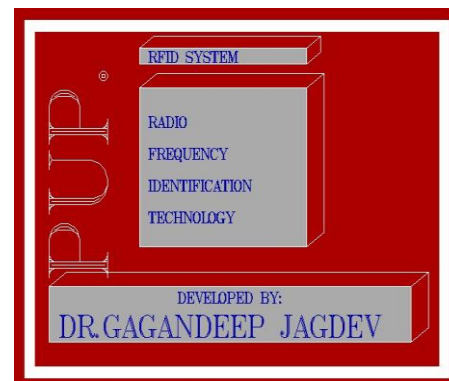 RFID SYSTEM
PUP.
RADIO
FREQUENCY
IDENTIFICATION
TECHNOLOGY
DEVELOPED BY:
DR.GAGANDEEP JAGDEV